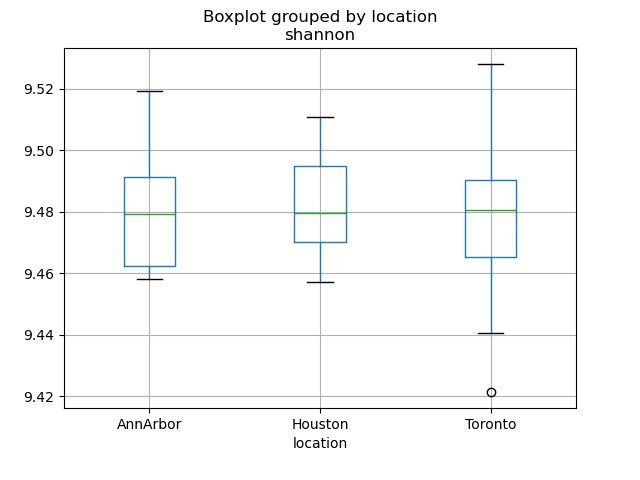 Boxplot grouped by location
shannon
9.52
9.50
9.48
9.46
9.44
9.42
AnnArbor
Houston
Toronto
location